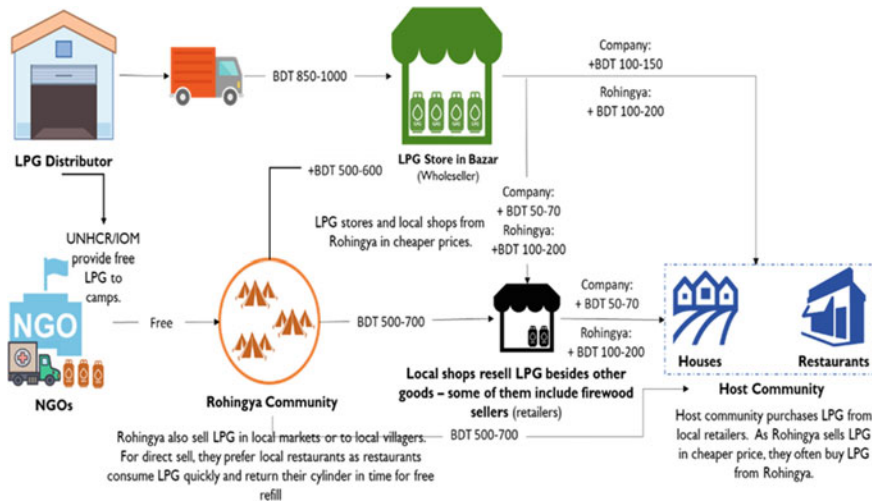 Company:
+BDT 100-150
Rohingya:
+ BDT 100-200
BDT 850-1000
LPG Distributor
LPG Store in Bazar
(Wholeseller)
+BDT 500-600
UNHCR/IOM
provide free
LPG to
camps.
LPG stores and local shops from
Rohingya in cheaper prices.
Company:
+ BDT 50-70
Rohingya:
+BDT 100-200
NGO
Free
BDT 500-700
Company:
+ BDT 50-70
Rohingya:
+ BDT 100-200
Houses
Restaurants
NGOs
Rohingya Community
Local shops resell LPG besides other
goods – some of them include firewood
sellers (retailers)
Host Community
Rohingya also sell LPG in local markets or to local villagers.
For direct sell, they prefer local restaurants as restaurants
consume LPG quickly and return their cylinder in time for free
refill
BDT 500-700
Host community purchases LPG from
local retailers. As Rohingya sells LPG
in cheaper price, they often buy LPG
from Rohingya.